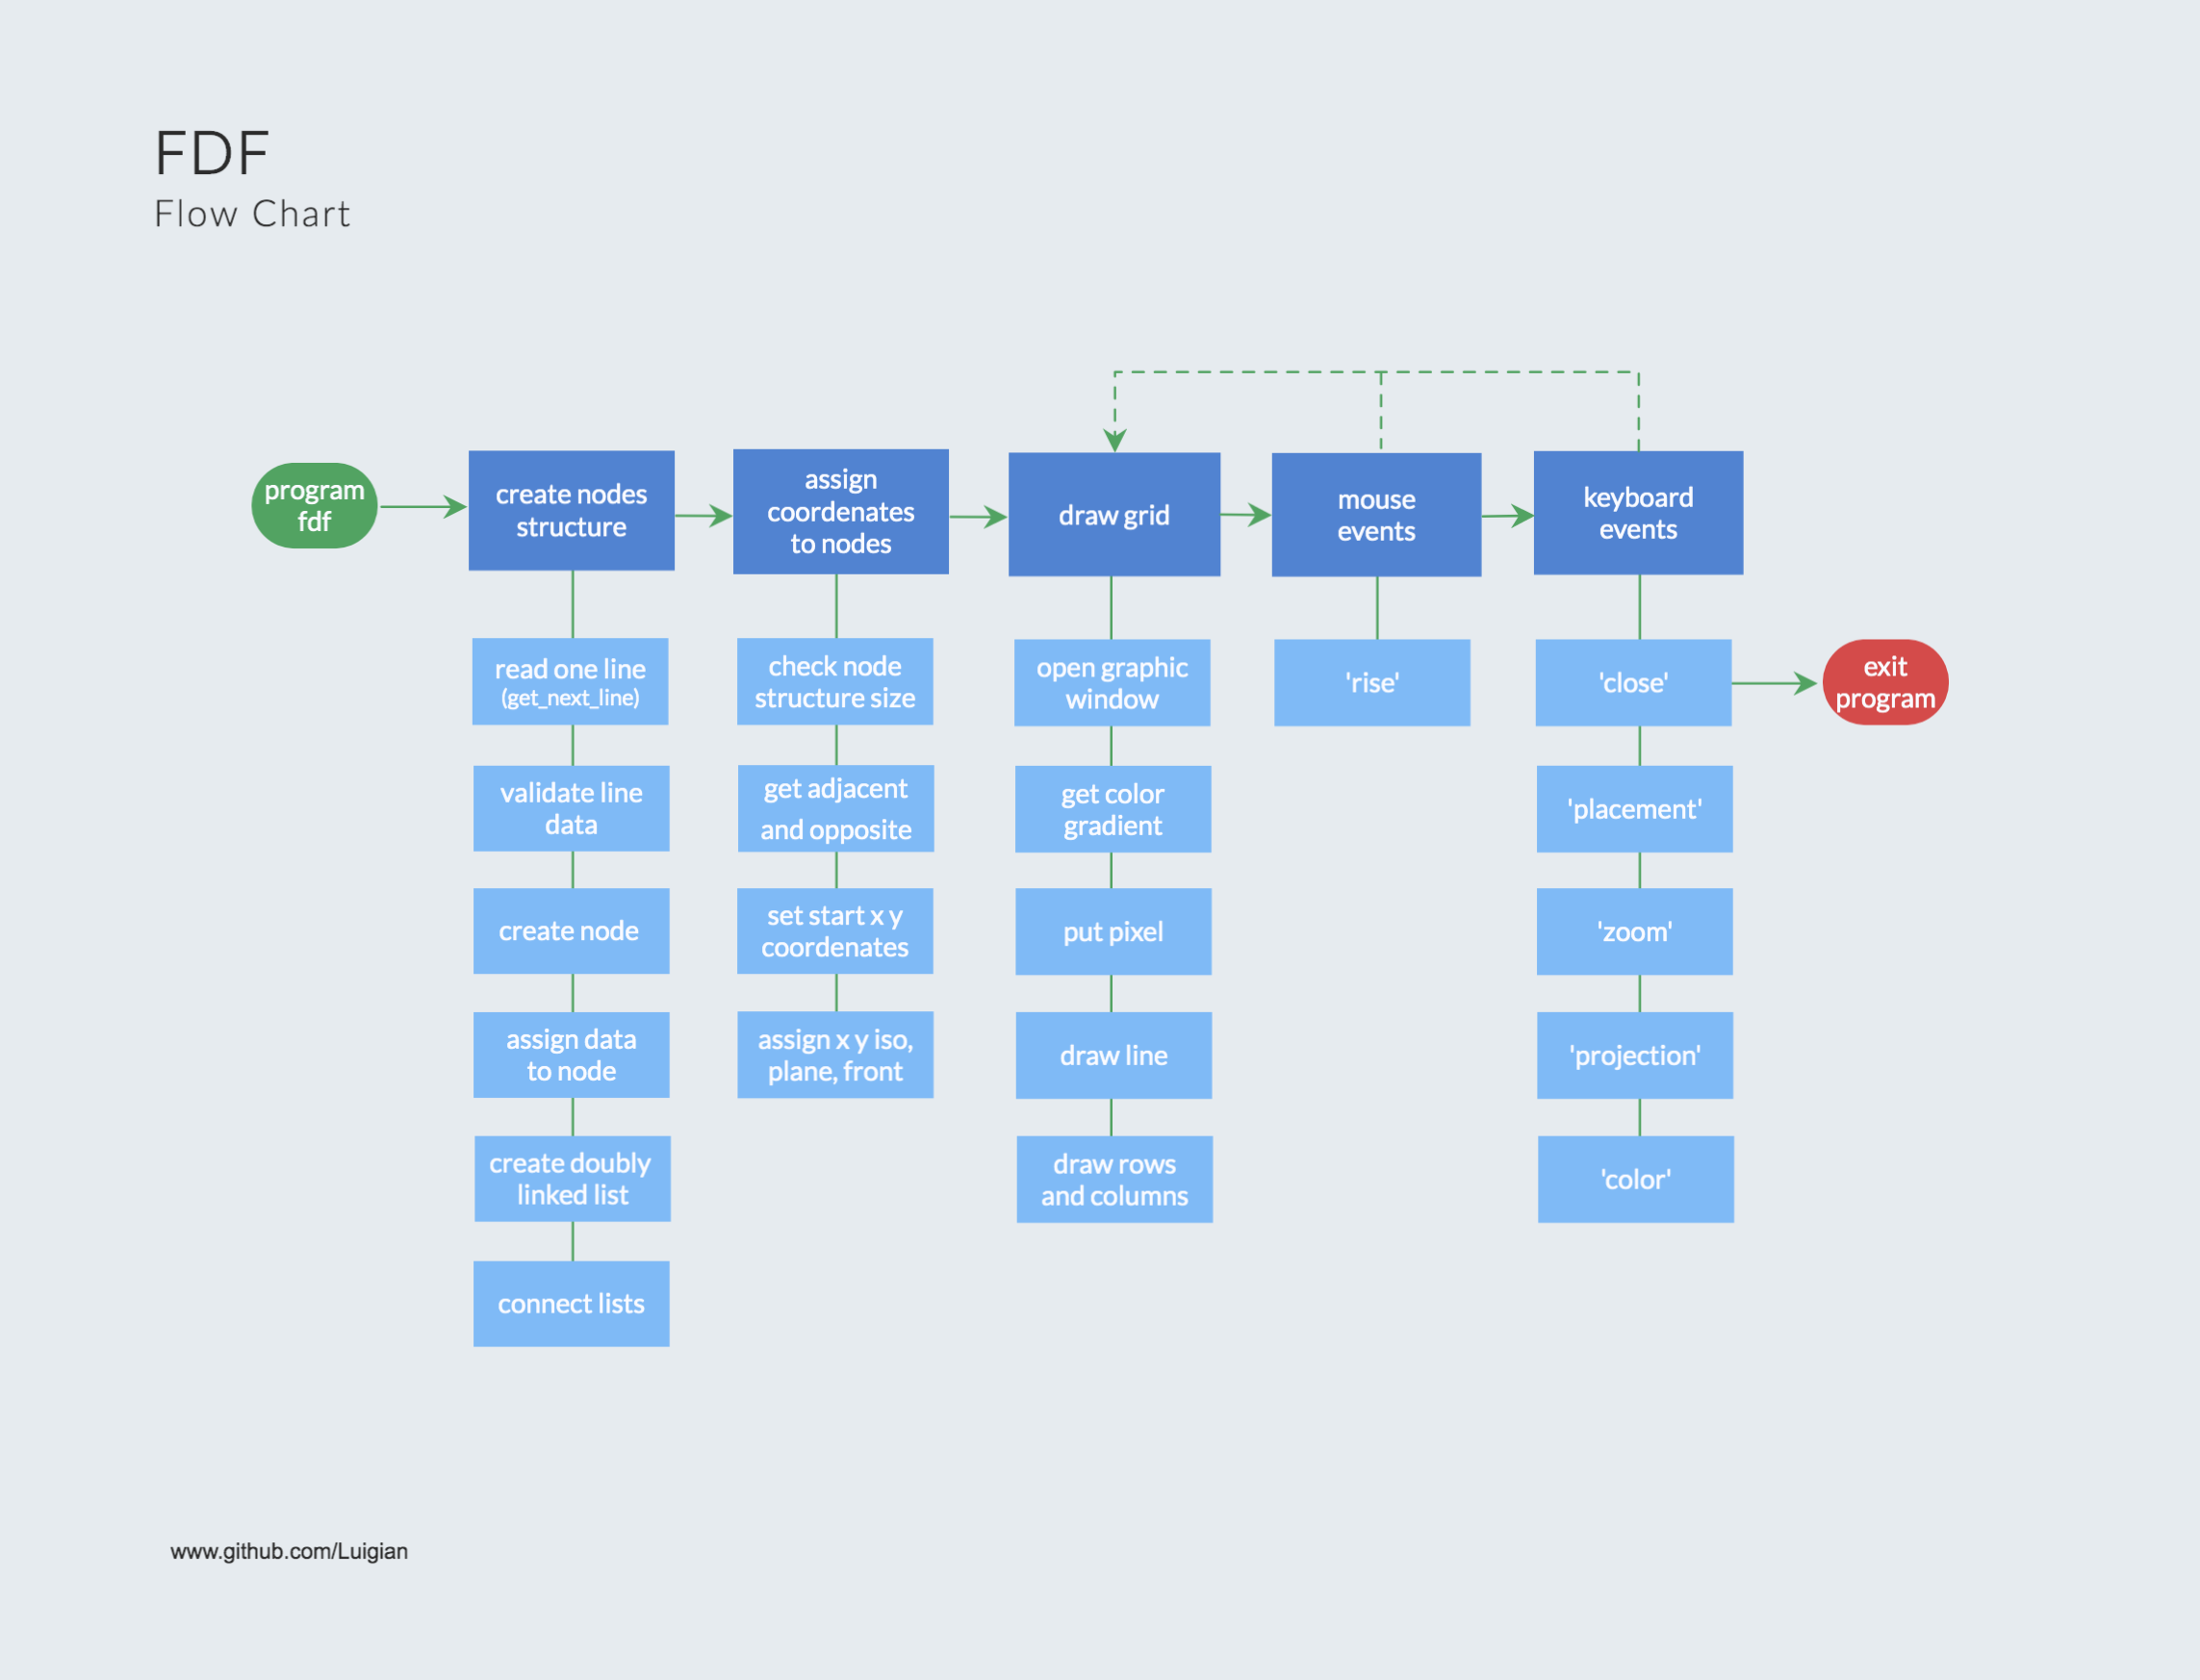 FDF
Flow Chart
program
fdf
create nodes
structure
assign
coordenates
to nodes
draw grid
mouse
events
keyboard
events
read one line
(get_next_line)
validate line
data
create node
assign data
to node
create doubly
linked list
connect lists
check node
structure size
get adjacent
and opposite
set start x y
coordenates
assign x y iso,
plane, front
open graphic
window
get color
gradient
put pixel
draw line
draw rows
and columns
'rise'
'close'
'placement'
'zoom'
'projection'
'color'
exit
program
www.github.com/Luigian